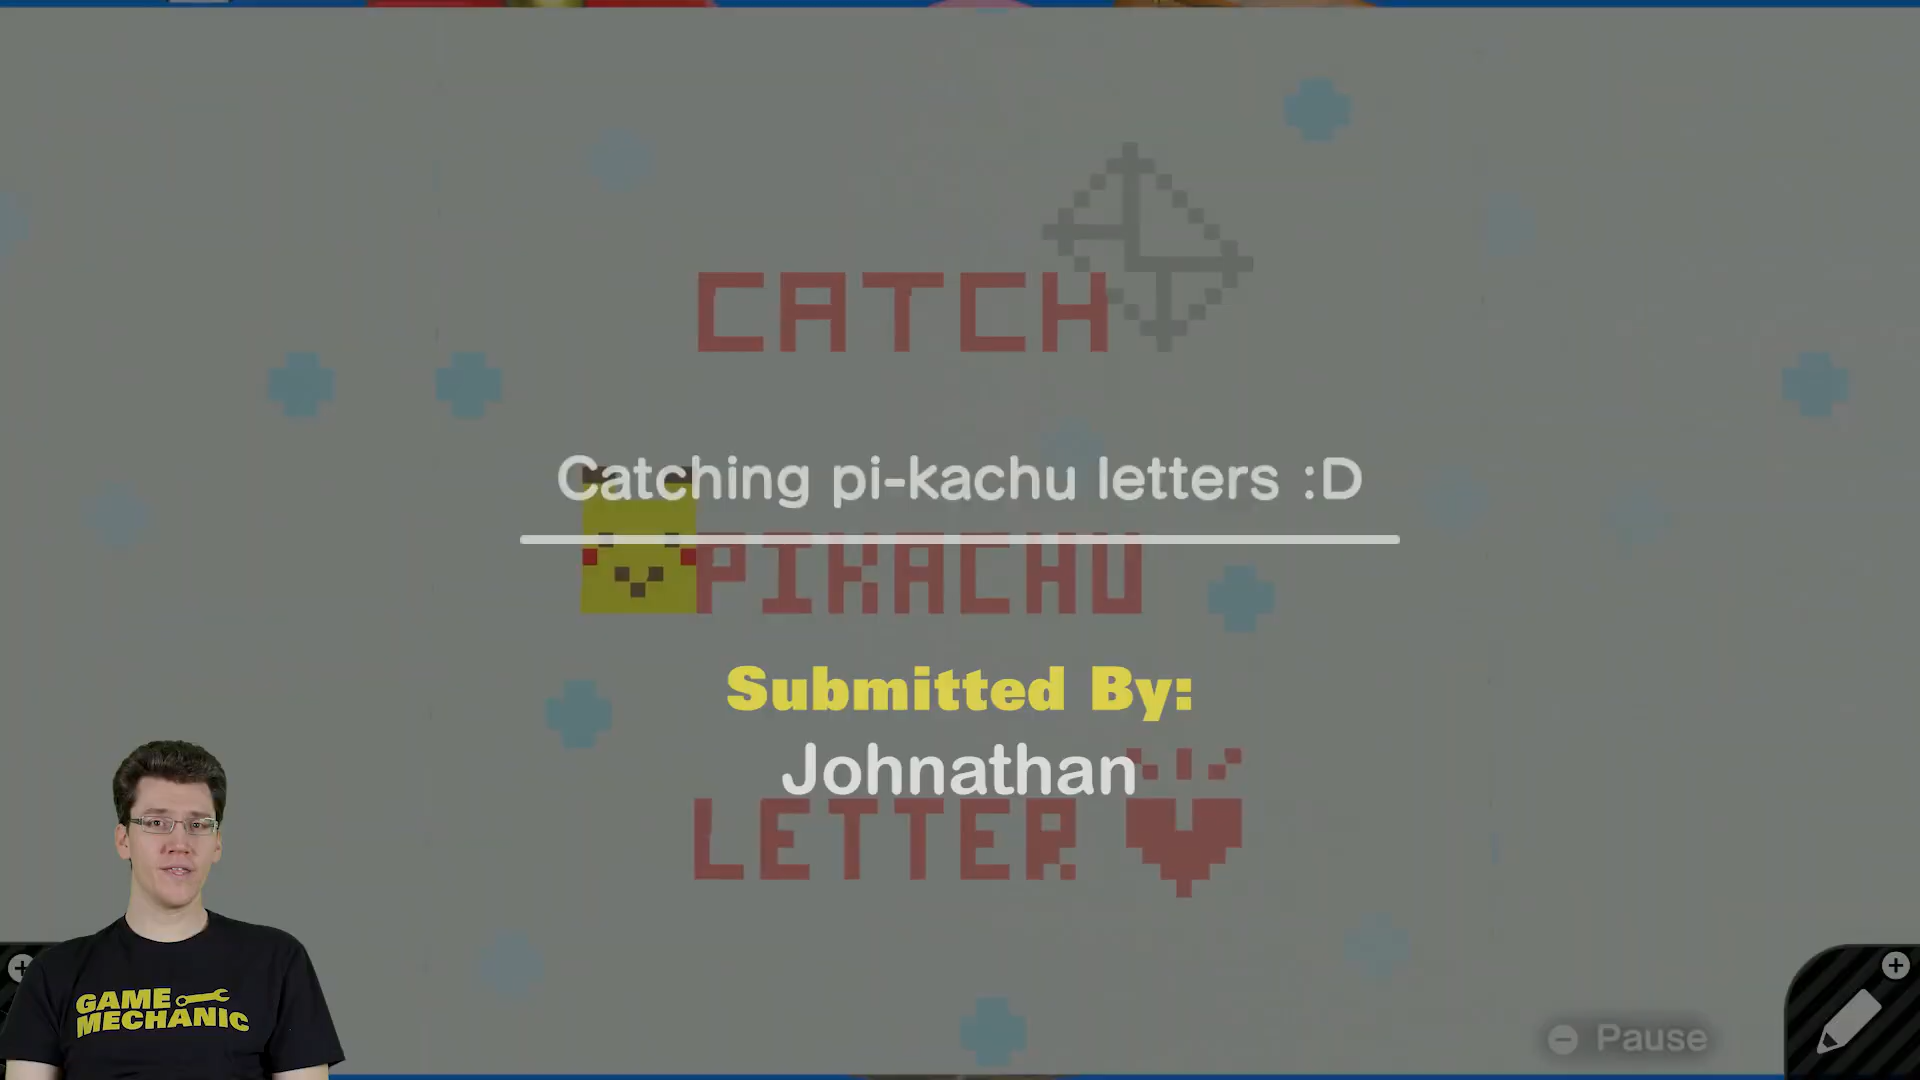 CATCH
Catching pi-kachu letters :D
PIKACHU
Submitted By:
Johnathan
LETTER
GAME
MECHANIC
Pause